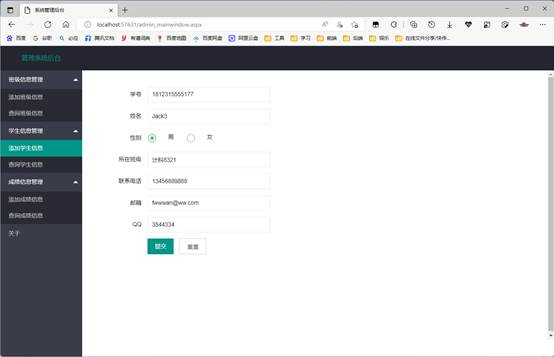 系统管理后台
localhost:57631/admin_mainwindow.aspx
百度 谷歌 必应 腾讯文档 有道词典 百度地图 百度网盘 阿里云盘 工具 学习 前端 后端 娱乐 在线文件分享/快传...
管理系统后台
班级信息管理
添加班级信息
查询班级信息
学生信息管理
添加学生信息
查询学生信息
成绩信息管理
添加成绩信息
查询成绩信息
关于
学号 1812315555177
姓名 Jack3
性别 男 女
所在班级 计科6321
联系电话 13456889888
邮箱 fwwwan@ww.com
QQ 3544334
提交 重置